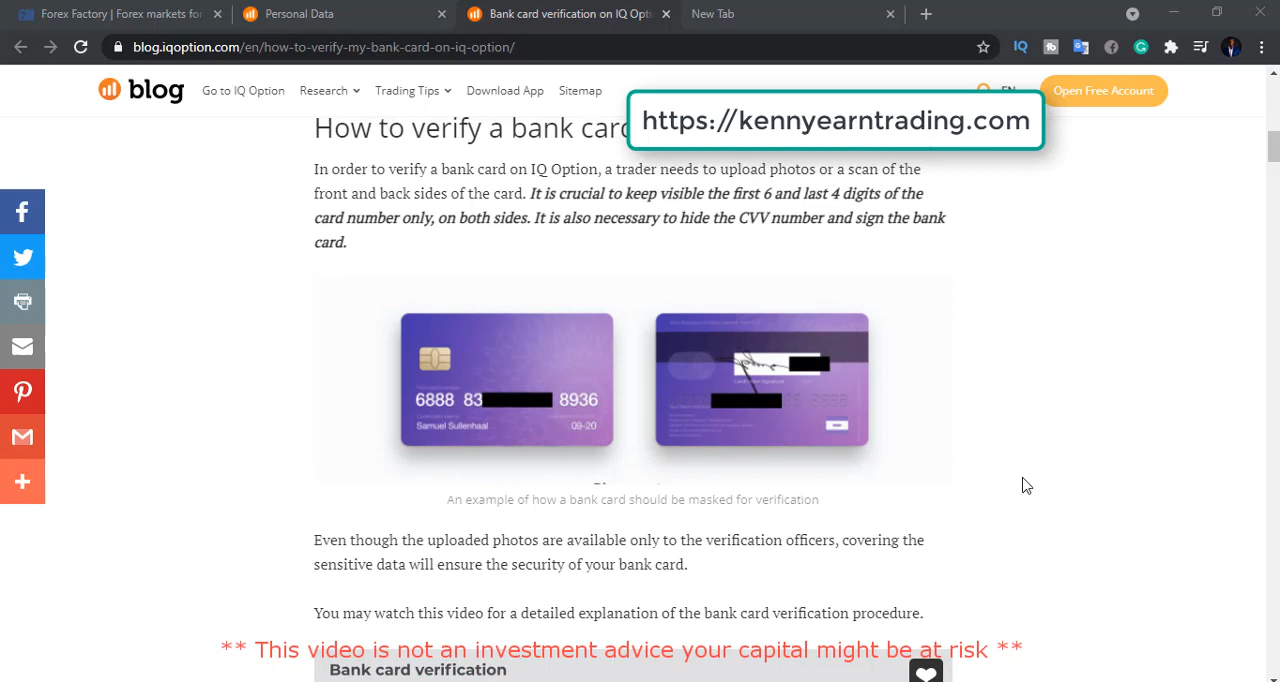 Forex Factory | Forex markets for
Personal Data
Bank card verification on IQ Opti
New Tab
blog.iqoption.com/en/how-to-verify-my-bank-card-on-iq-option/
IQ
blog
Go to IQ Option
Research
Trading Tips
Download App
Sitemap
EN
Open Free Account
https://kennyearntrading.com
How to verify a bank card
In order to verify a bank card on IQ Option, a trader needs to upload photos or a scan of the
front and back sides of the card. It is crucial to keep visible the first 6 and last 4 digits of the
card number only, on both sides. It is also necessary to hide the CVV number and sign the bank
card.
6888 83 8936
Samuel Sullenhaal 09-20
An example of how a bank card should be masked for verification
Even though the uploaded photos are available only to the verification officers, covering the
sensitive data will ensure the security of your bank card.
You may watch this video for a detailed explanation of the bank card verification procedure.
** This video is not an investment advice your capital might be at risk **
Bank card verification